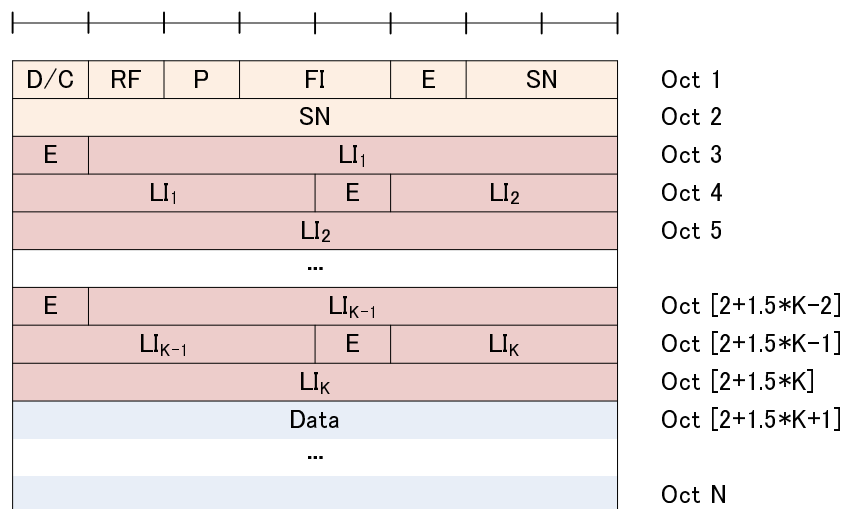 D/C RF P FI E SN Oct 1
SN Oct 2
E LI₁ Oct 3
LI₁ E LI₂ Oct 4
LI₂ Oct 5
...
E LIK₋₁ Oct [2+1.5*K-2]
LIK₋₁ E LIK Oct [2+1.5*K-1]
LIK Oct [2+1.5*K]
Data Oct [2+1.5*K+1]
...
Oct N